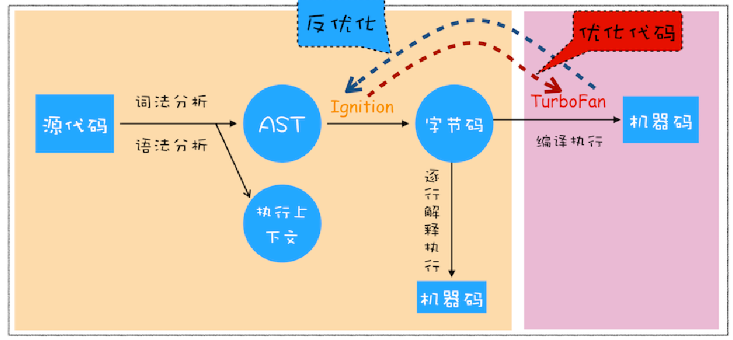 反优化
优化代码
源代码
词法分析
语法分析
AST
Ignition
字节码
TurboFan
编译执行
机器码
执行上
下文
逐行解释执行
机器码